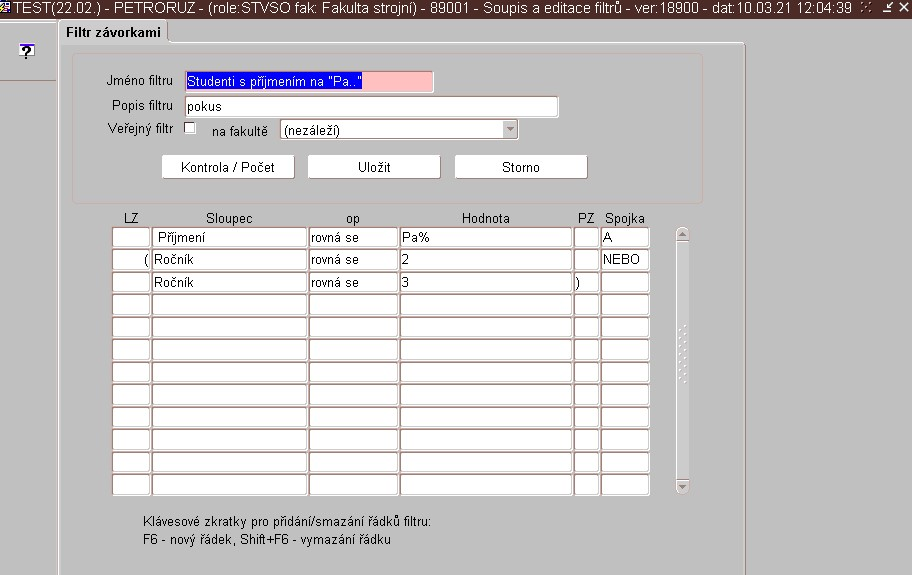 TEST(22.02.) - PETRORUZ - (role:STVSO fak: Fakulta strojní) - 89001 - Soupis a editace filtrů - ver:18900 - dat:10.03.21 12:04:39
?
Filtr závorkami
Jméno filtru Studenti s příjmením na "Pa.."
Popis filtru pokus
Veřejný filtr na fakultě (nezáleží)
Kontrola / Počet Uložit Storno
LZ Sloupec op Hodnota PZ Spojka
Příjmení rovná se Pa% A
( Ročník rovná se 2 NEBO
Ročník rovná se 3 )
Klávesové zkratky pro přidání/smazání řádků filtru:
F6 - nový řádek, Shift+F6 - vymazání řádku